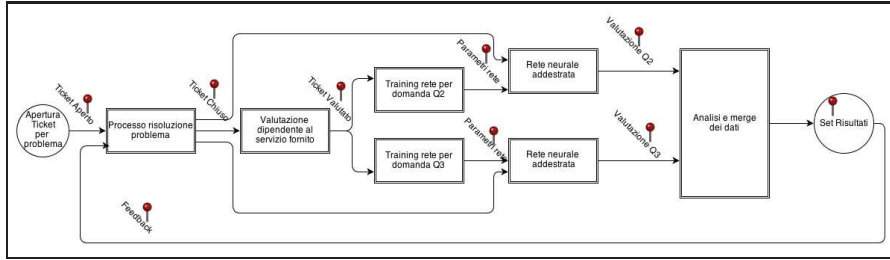 Apertura
Ticket
per
problema
Ticket Aperto
Processo risoluzione
problema
Ticket Chiuso
Valutazione
dipendente al
servizio fornito
Ticket Valutato
Training rete per
domanda Q2
Parametri rete
Rete neurale
addestrata
Valutazione Q2
Training rete per
domanda Q3
Parametri rete
Rete neurale
addestrata
Valutazione Q3
Analisi e merge
dei dati
Set Risultati
Feedback